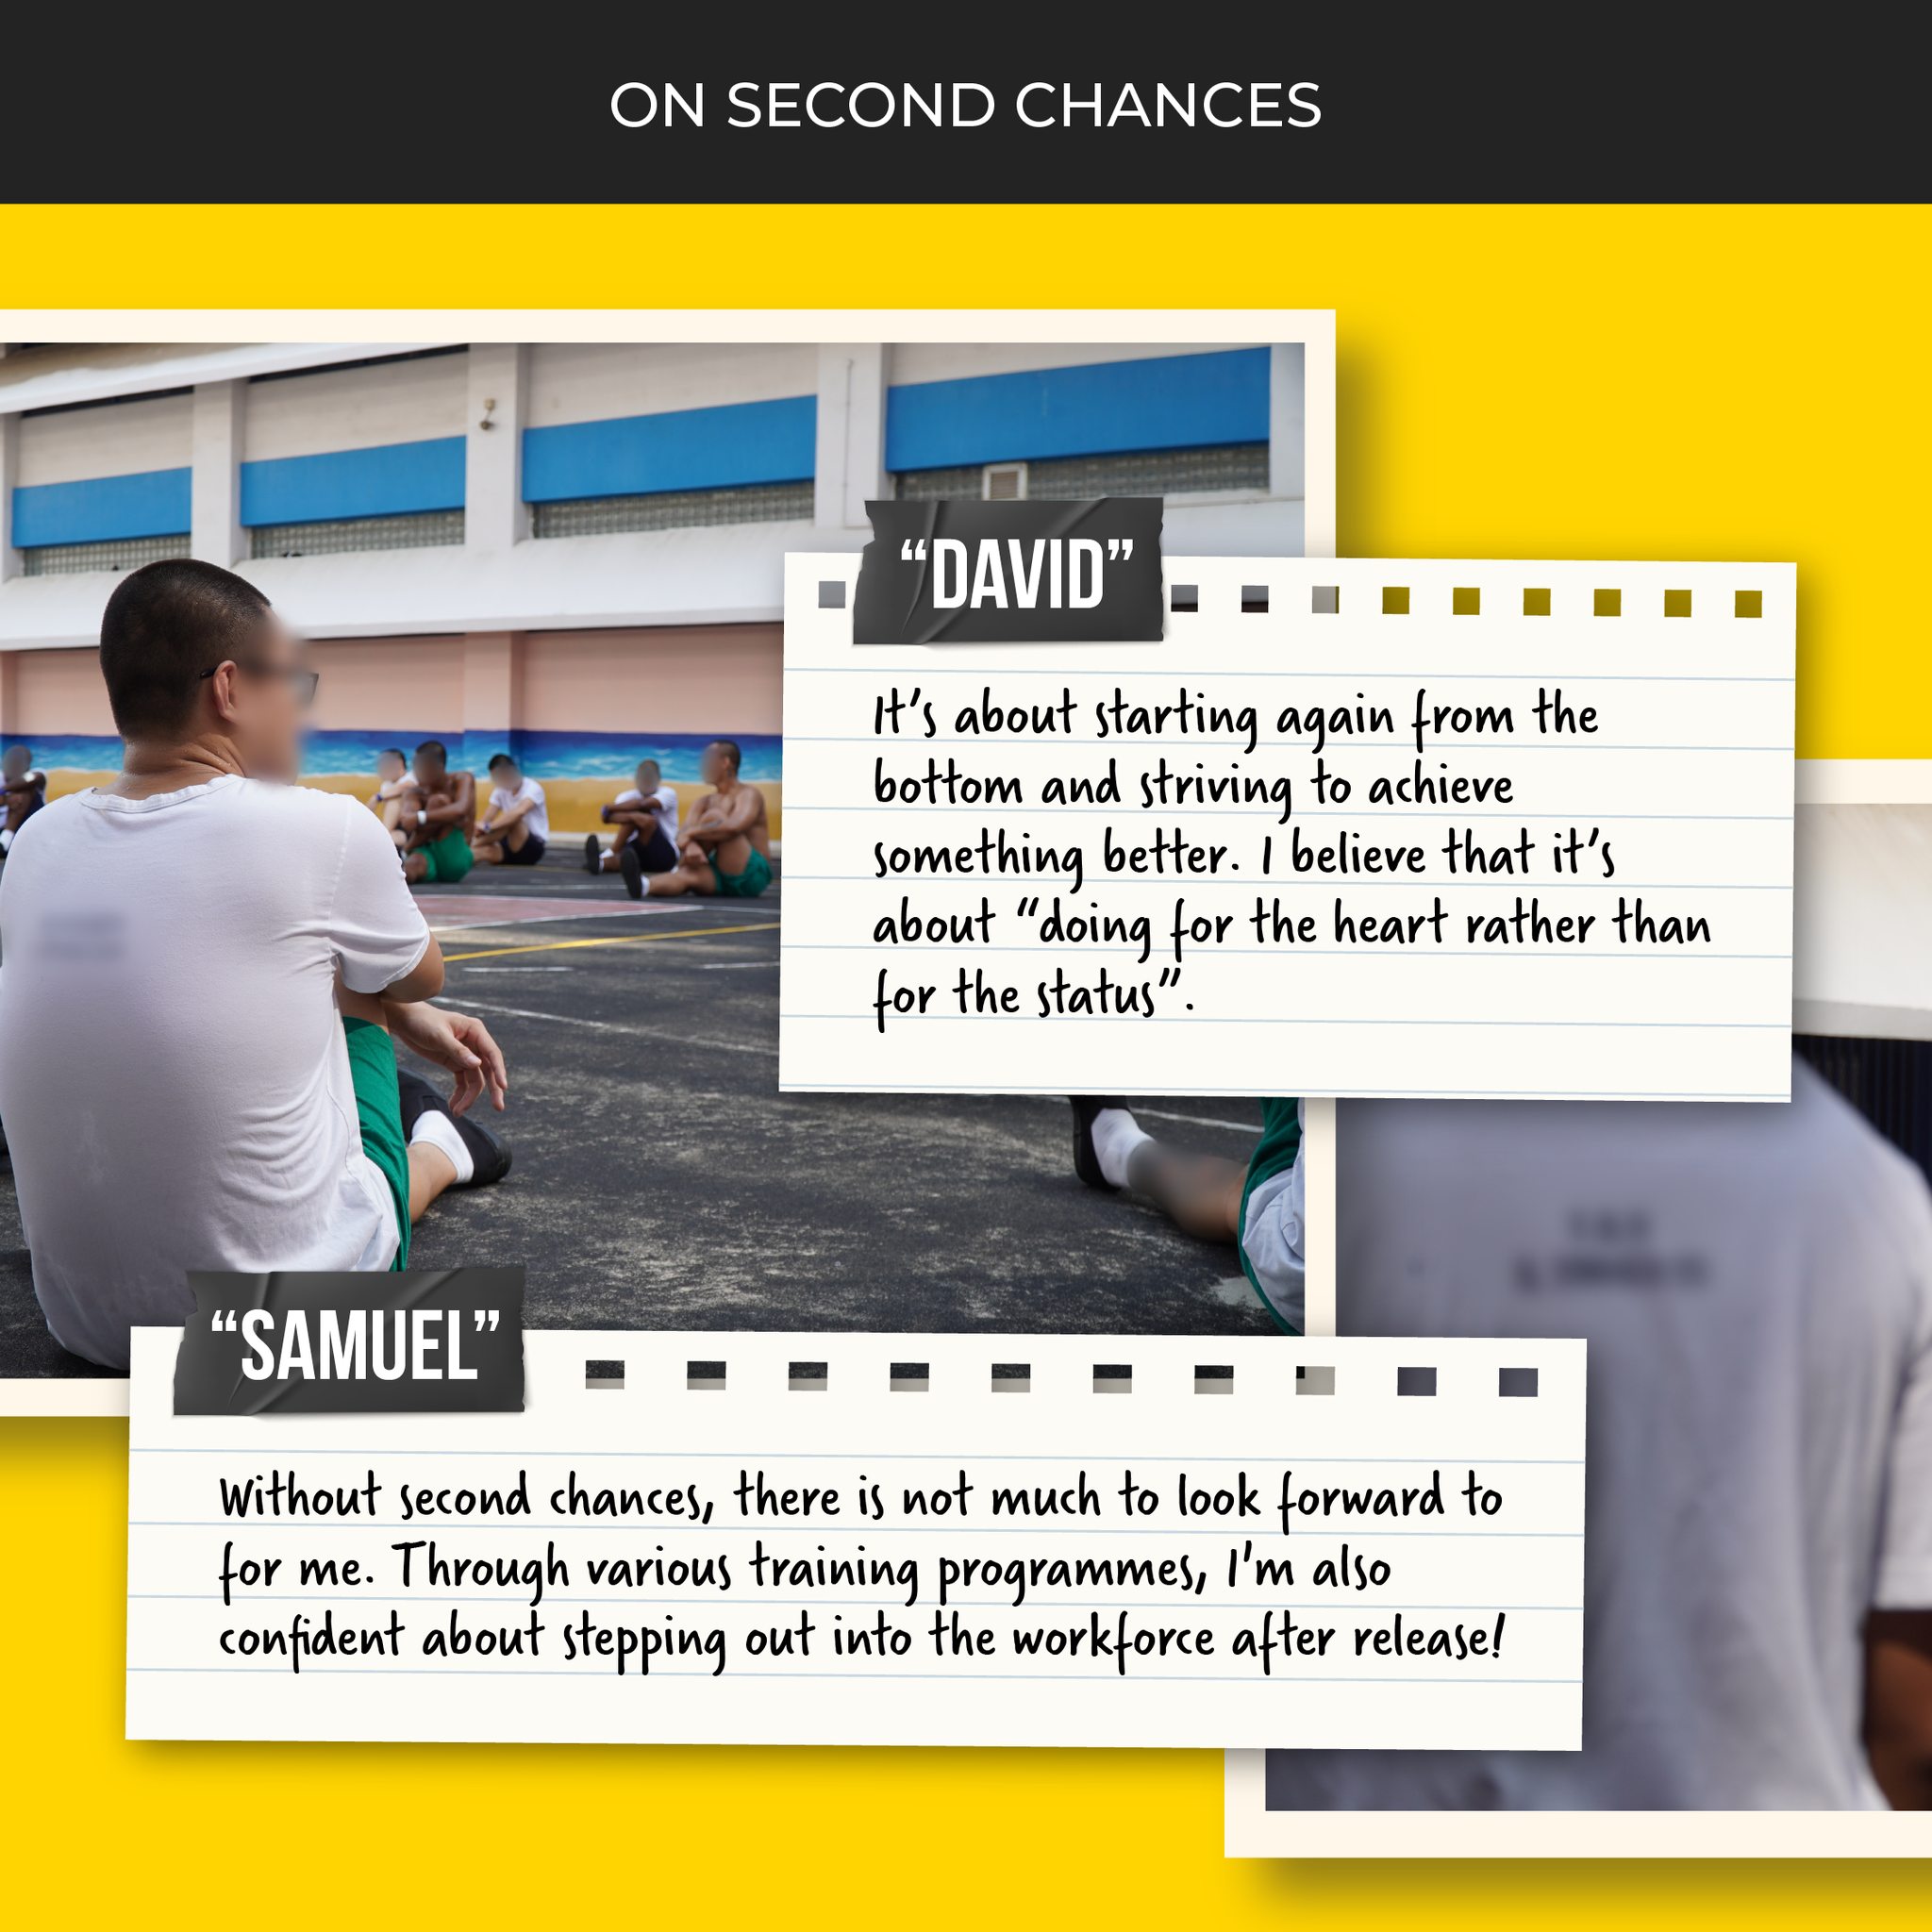 ON SECOND CHANCES
“DAVID”
It’s about starting again from the
bottom and striving to achieve
something better. I believe that it’s
about “doing for the heart rather than
for the status”.
“SAMUEL”
Without second chances, there is not much to look forward to
for me. Through various training programmes, I’m also
confident about stepping out into the workforce after release!